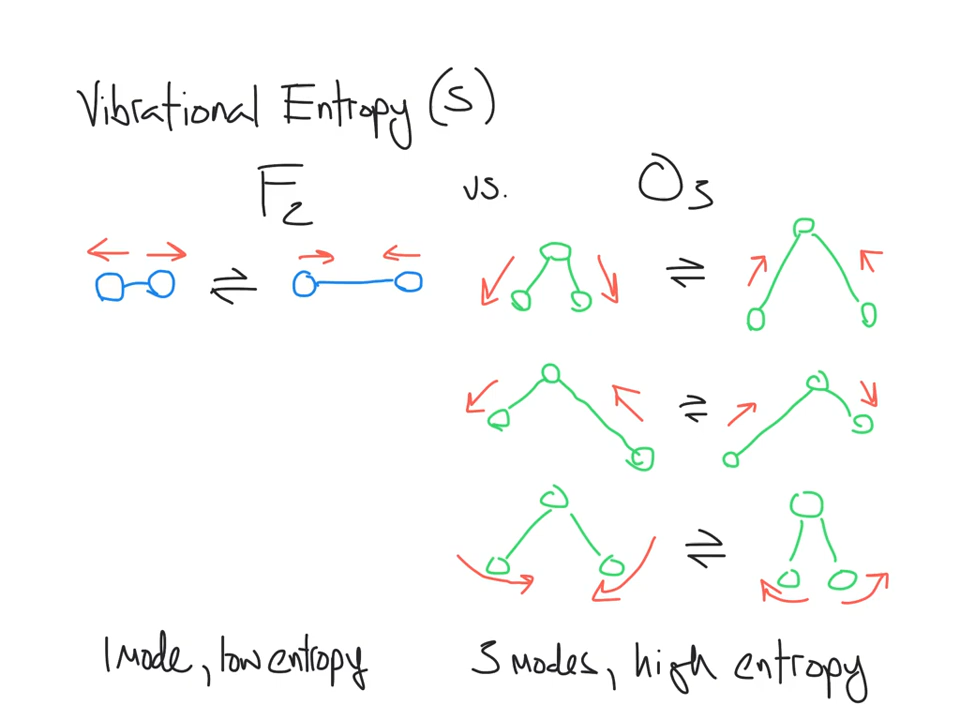 Vibrational Entropy (S)
F₂ vs. O₃
1 mode, low entropy
3 modes, high entropy